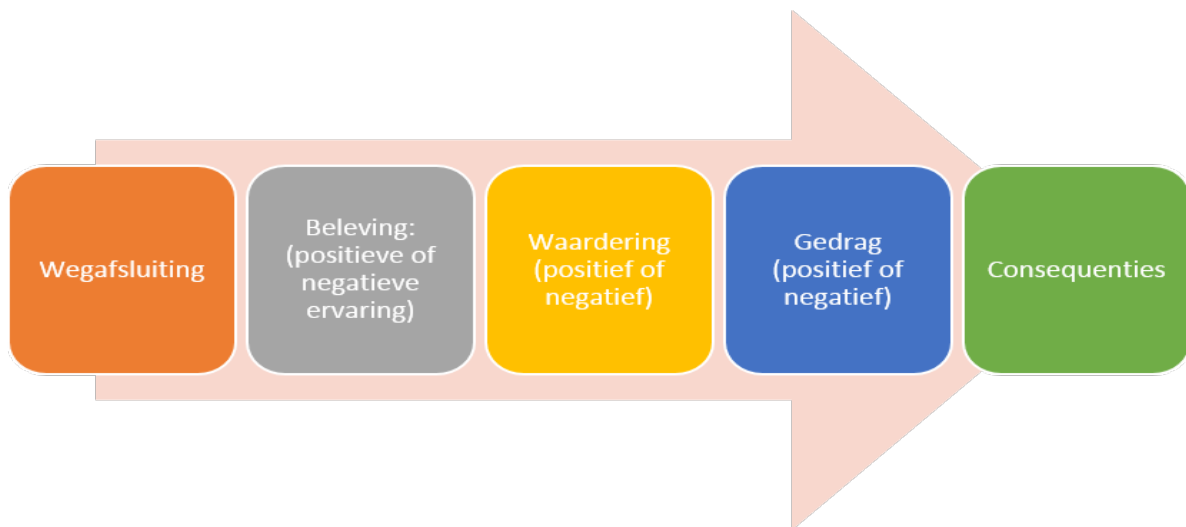 Wegafsluiting
Beleving:
(positieve of
negatieve
ervaring)
Waardering
(positief of
negatief)
Gedrag
(positief of
negatief)
Consequenties